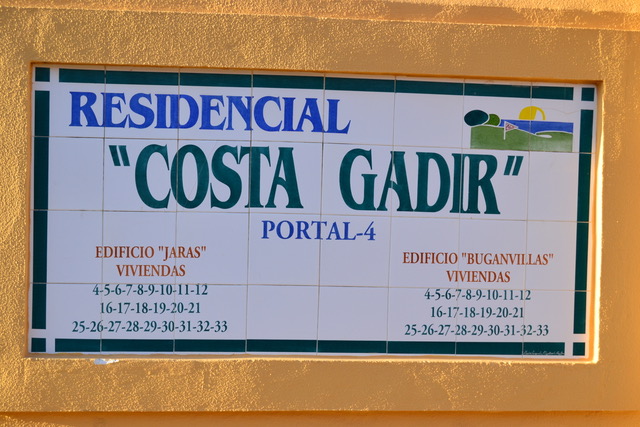 RESIDENCIAL
"COSTA GADIR"
PORTAL-4
EDIFICIO "JARAS"
VIVIENDAS
4-5-6-7-8-9-10-11-12
16-17-18-19-20-21
25-26-27-28-29-30-31-32-33
EDIFICIO "BUGANVILLAS"
VIVIENDAS
4-5-6-7-8-9-10-11-12
16-17-18-19-20-21
25-26-27-28-29-30-31-32-33